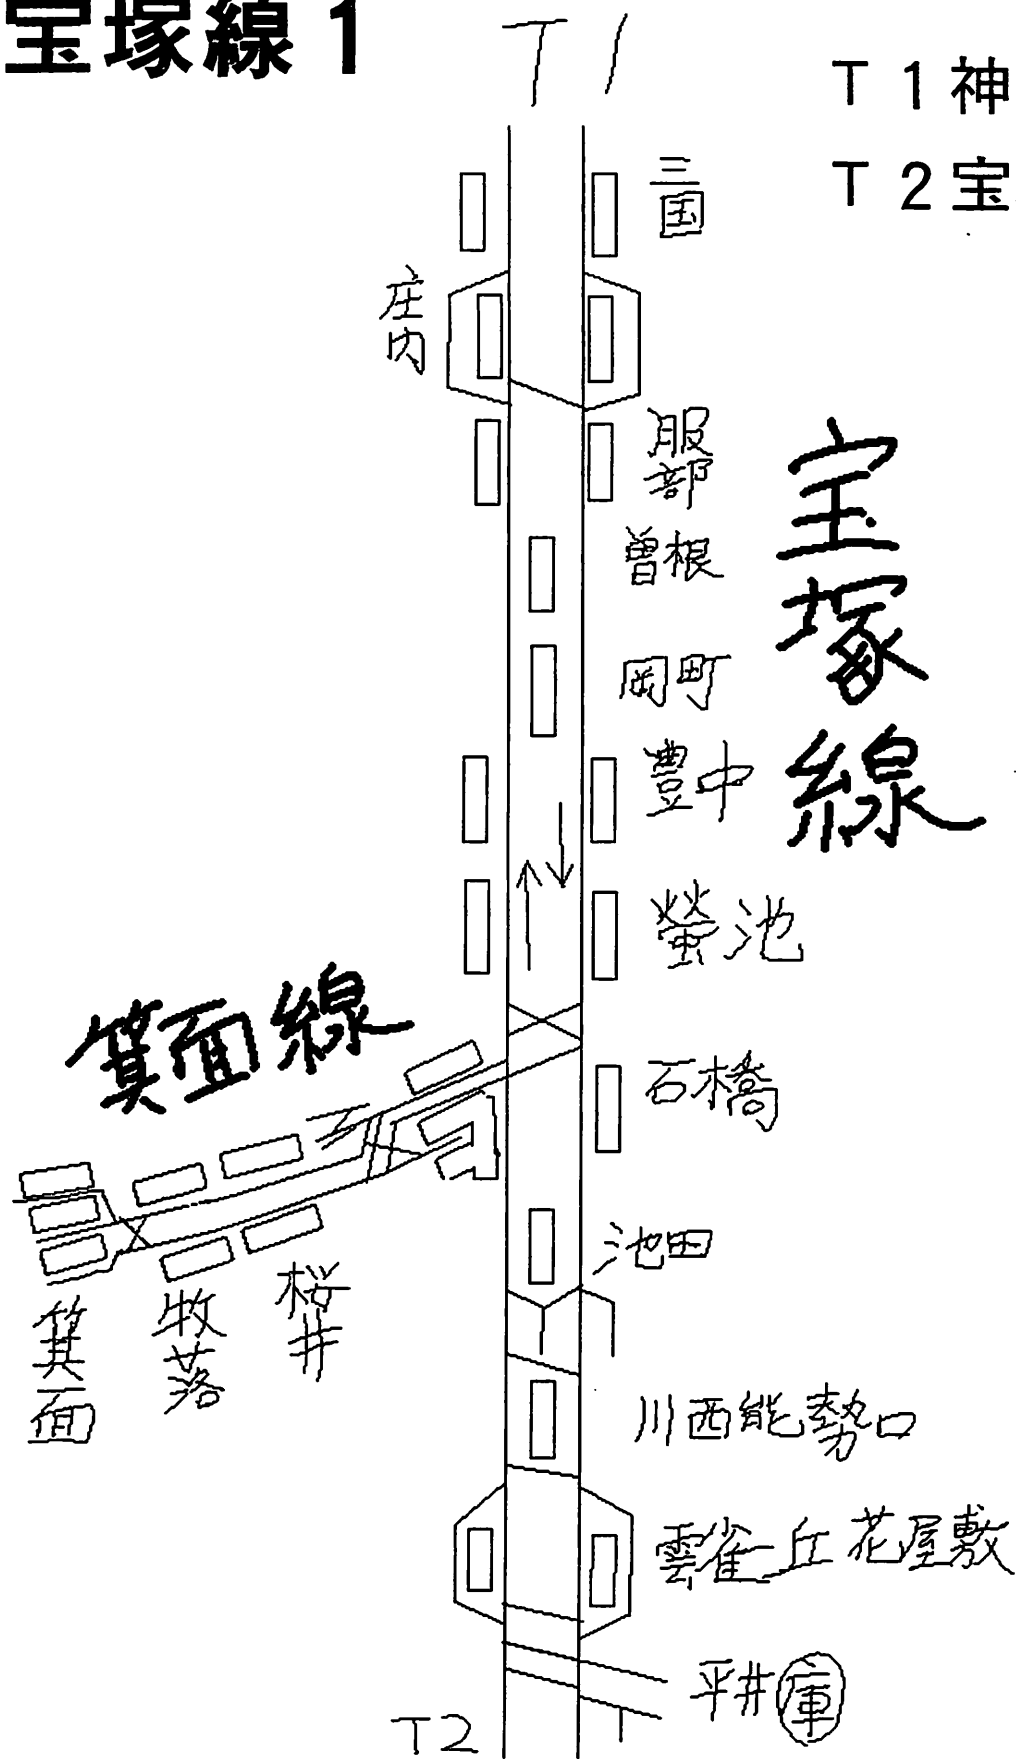 宝塚線1
T1
T1神
T2宝
三国
庄内
服部
曽根
宝塚線
岡町
豊中
螢池
箕面線
石橋
池田
桜井
牧落
箕面
川西能勢口
雲雀丘花屋敷
平井庫
T2